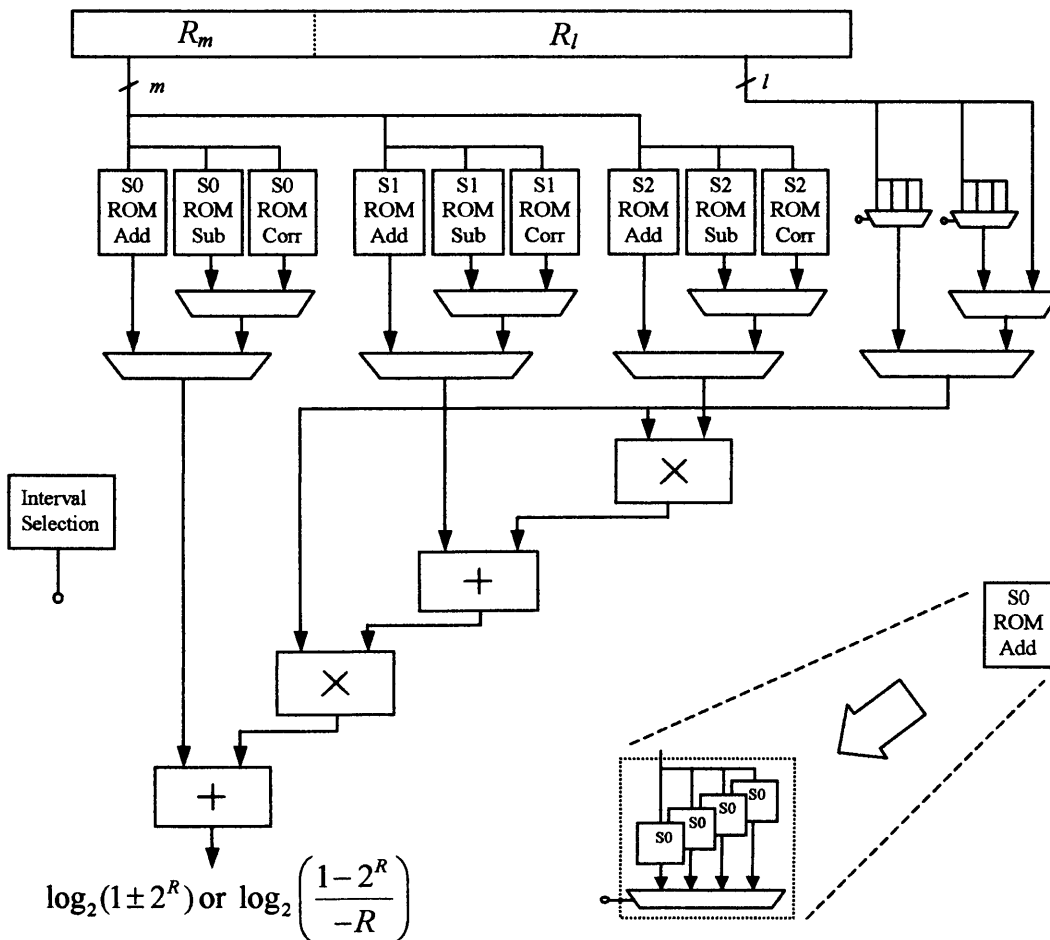 R_m R_l
m l
S0 ROM Add
S0 ROM Sub
S0 ROM Corr
S1 ROM Add
S1 ROM Sub
S1 ROM Corr
S2 ROM Add
S2 ROM Sub
S2 ROM Corr
×
Interval
Selection
+
S0
ROM
Add
×
+
S0 S0 S0 S0
log₂(1 ± 2^R) or log₂((1 − 2^R)/(−R))